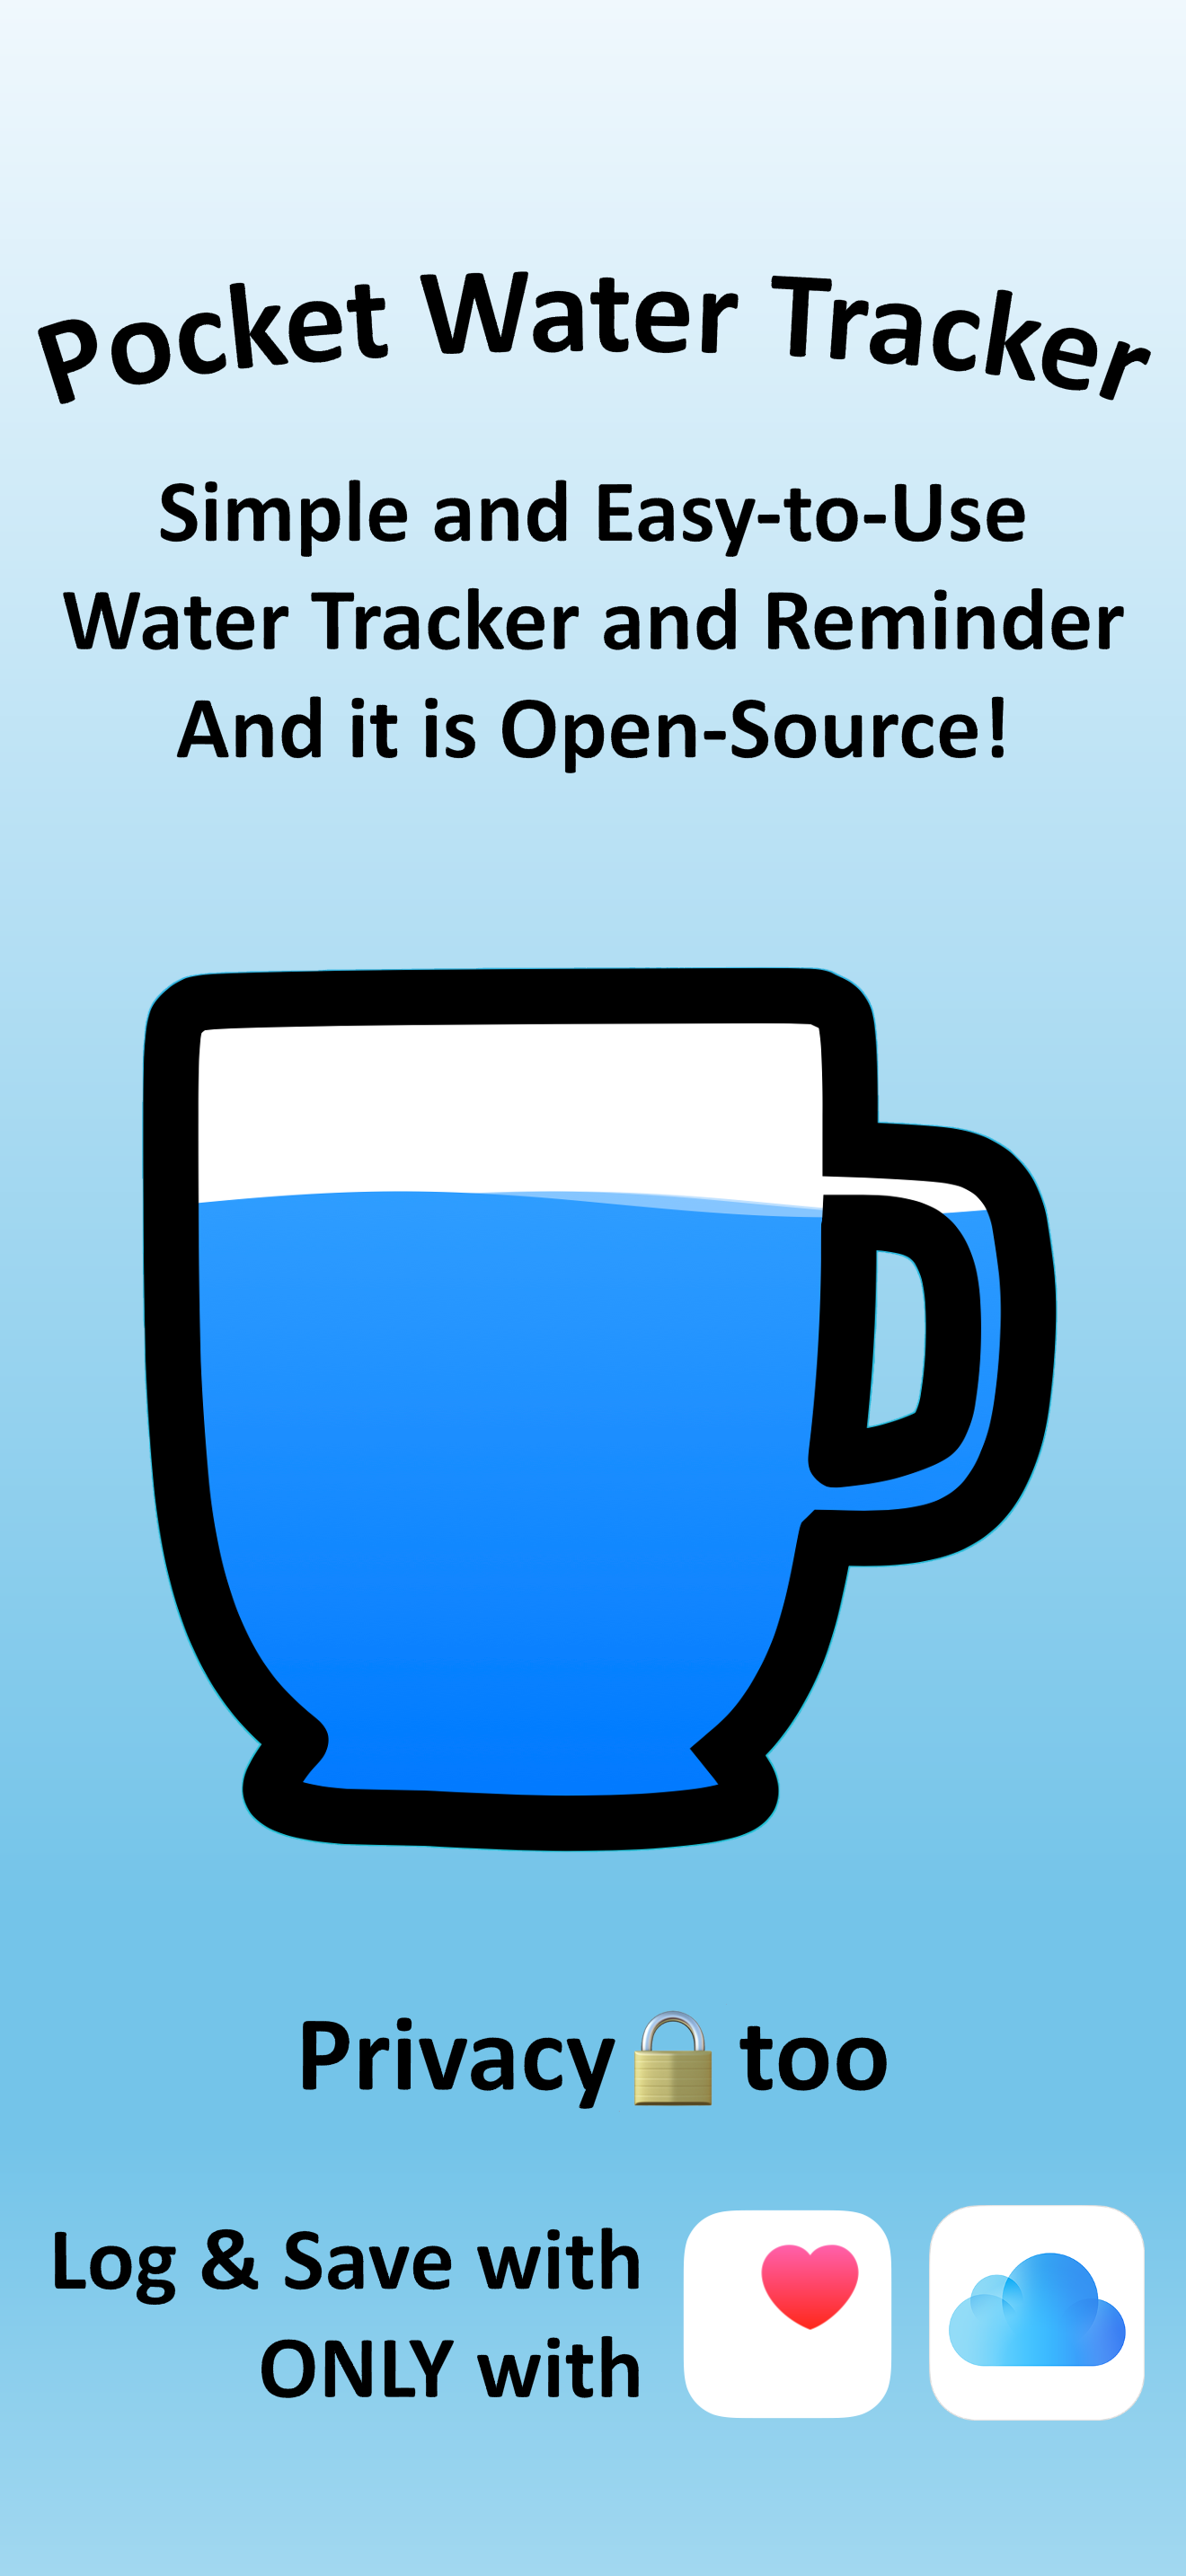 Pocket Water Tracker
Simple and Easy-to-Use
Water Tracker and Reminder
And it is Open-Source!
Privacy🔒 too
Log & Save with
ONLY with